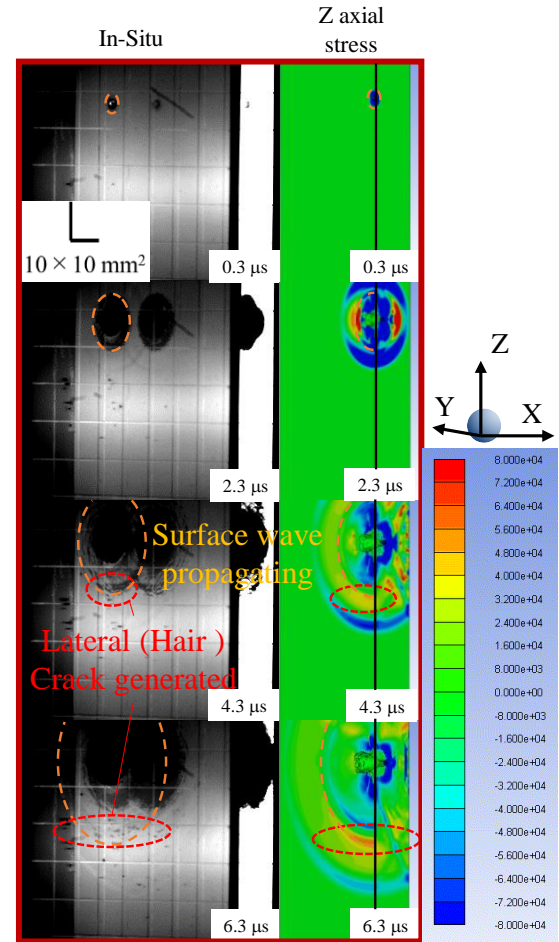 In-Situ
Z axial
stress
10 × 10 mm²
0.3 μs
0.3 μs
2.3 μs
2.3 μs
Surface wave
propagating
Lateral (Hair )
Crack generated
4.3 μs
4.3 μs
6.3 μs
6.3 μs
Z
Y
X
8.000e+04
7.200e+04
6.400e+04
5.600e+04
4.800e+04
4.000e+04
3.200e+04
2.400e+04
1.600e+04
8.000e+03
0.000e+00
-8.000e+03
-1.600e+04
-2.400e+04
-3.200e+04
-4.000e+04
-4.800e+04
-5.600e+04
-6.400e+04
-7.200e+04
-8.000e+04